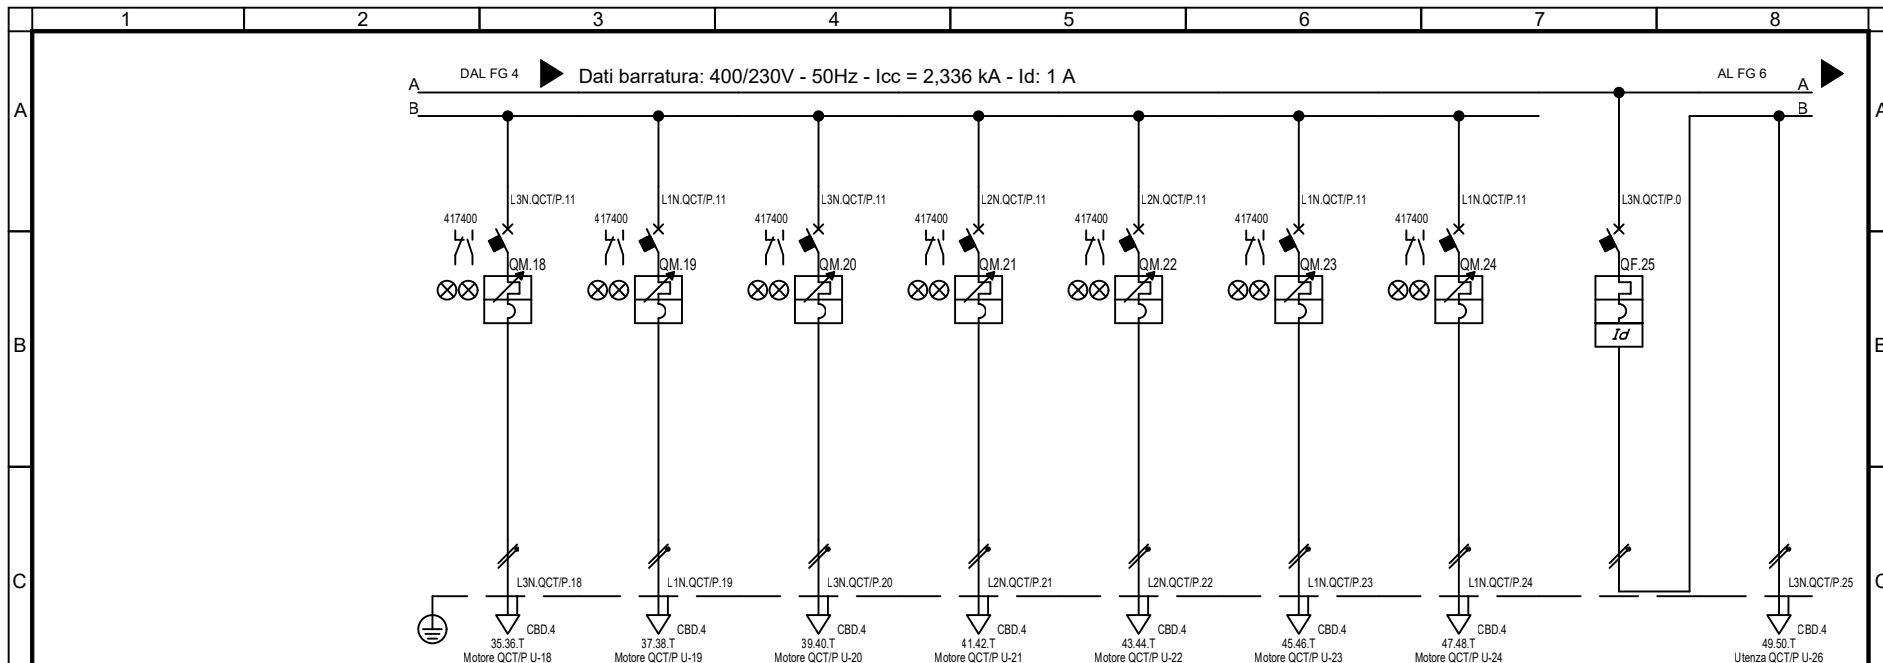 1 2 3 4 5 6 7 8
DAL FG 4 Dati barratura: 400/230V - 50Hz - Icc = 2,336 kA - Id: 1 A AL FG 6
A A
B B
A A
L3N.QCT/P.11 L1N.QCT/P.11 L3N.QCT/P.11 L2N.QCT/P.11 L2N.QCT/P.11 L1N.QCT/P.11 L1N.QCT/P.11 L3N.QCT/P.0
417400 417400 417400 417400 417400 417400 417400
QM.18 QM.19 QM.20 QM.21 QM.22 QM.23 QM.24 QF.25
Id
B B
C C
L3N.QCT/P.18 L1N.QCT/P.19 L3N.QCT/P.20 L2N.QCT/P.21 L2N.QCT/P.22 L1N.QCT/P.23 L1N.QCT/P.24 L3N.QCT/P.25
CBD.4 CBD.4 CBD.4 CBD.4 CBD.4 CBD.4 CBD.4 CBD.4
35.36.T 37.38.T 39.40.T 41.42.T 43.44.T 45.46.T 47.48.T 49.50.T
Motore QCT/P U-18 Motore QCT/P U-19 Motore QCT/P U-20 Motore QCT/P U-21 Motore QCT/P U-22 Motore QCT/P U-23 Motore QCT/P U-24 Utenza QCT/P U-26